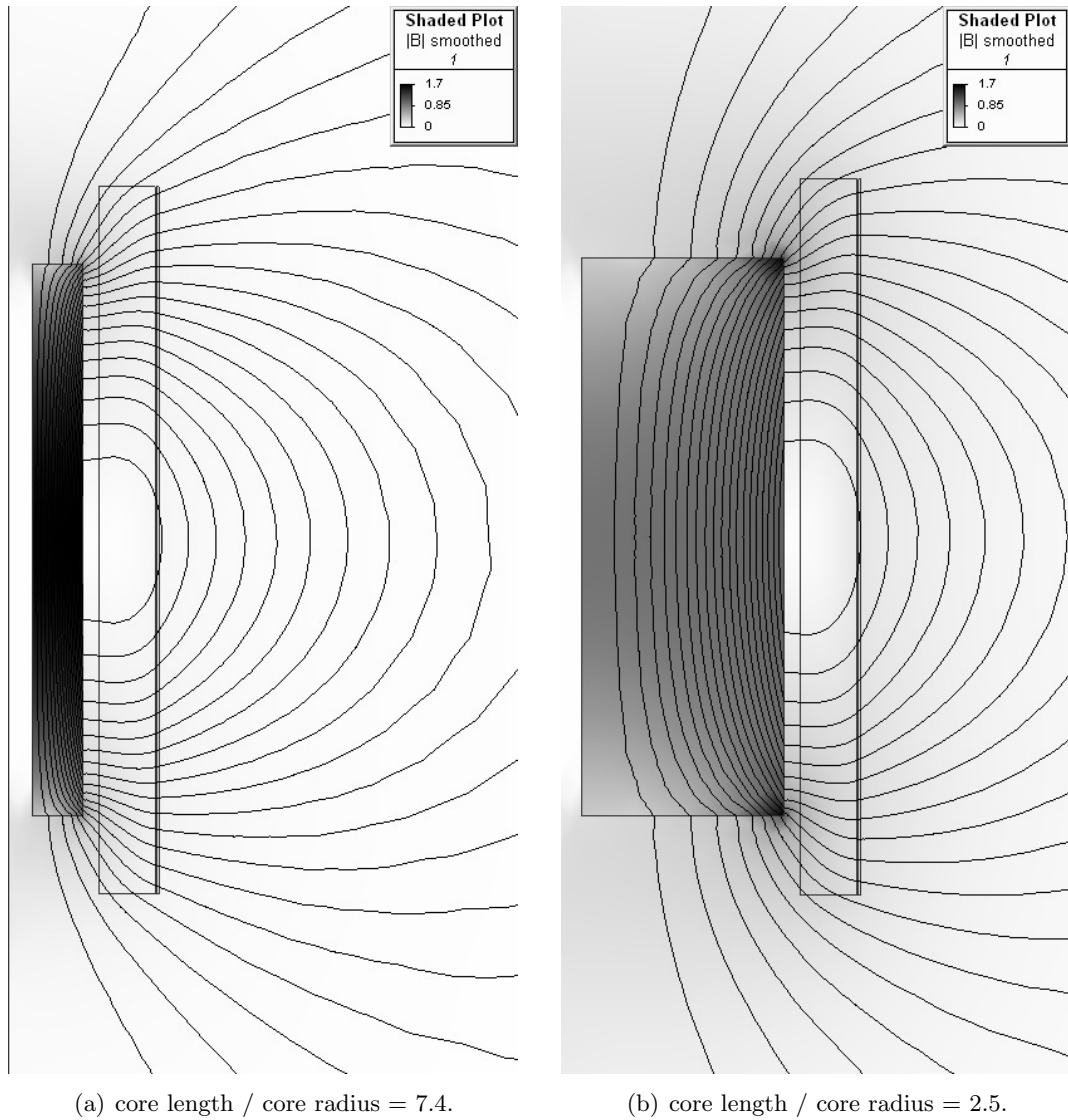 Shaded Plot
|B| smoothed
1
1.7
0.85
0
Shaded Plot
|B| smoothed
1
1.7
0.85
0
(a) core length / core radius = 7.4.
(b) core length / core radius = 2.5.